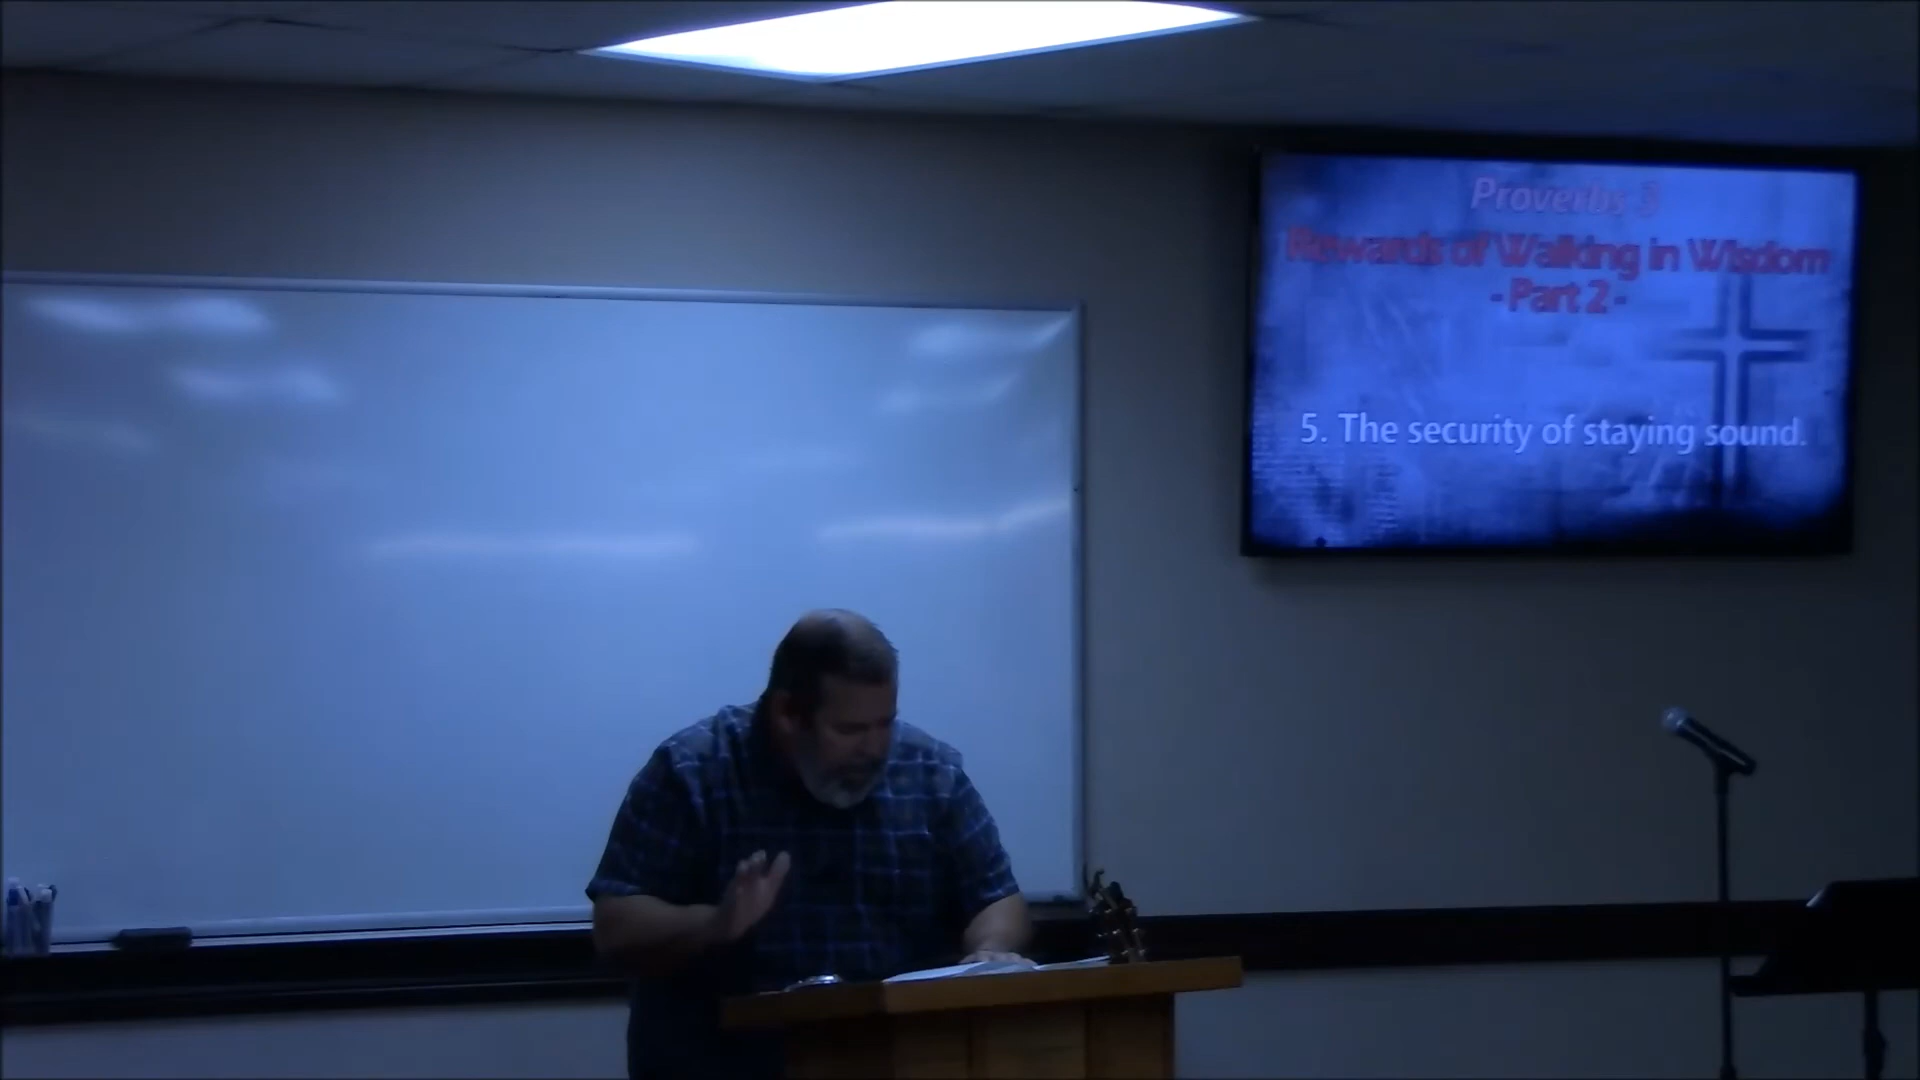 Proverbs 3
Rewards of Walking in Wisdom
- Part 2 -
5. The security of staying sound.